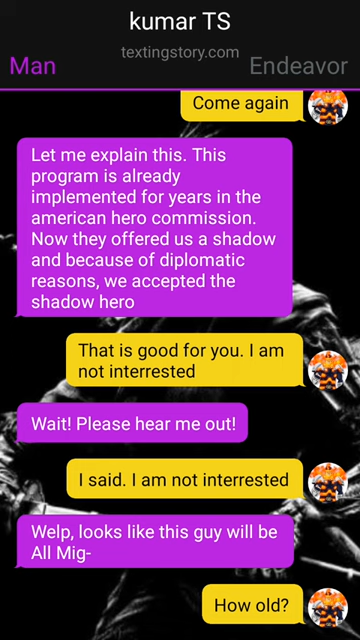 kumar TS
textingstory.com
Man
Endeavor
Come again
Let me explain this. This
program is already
implemented for years in the
american hero commission.
Now they offered us a shadow
and because of diplomatic
reasons, we accepted the
shadow hero
That is good for you. I am
not interrested
Wait! Please hear me out!
I said. I am not interrested
Welp, looks like this guy will be
All Mig-
How old?